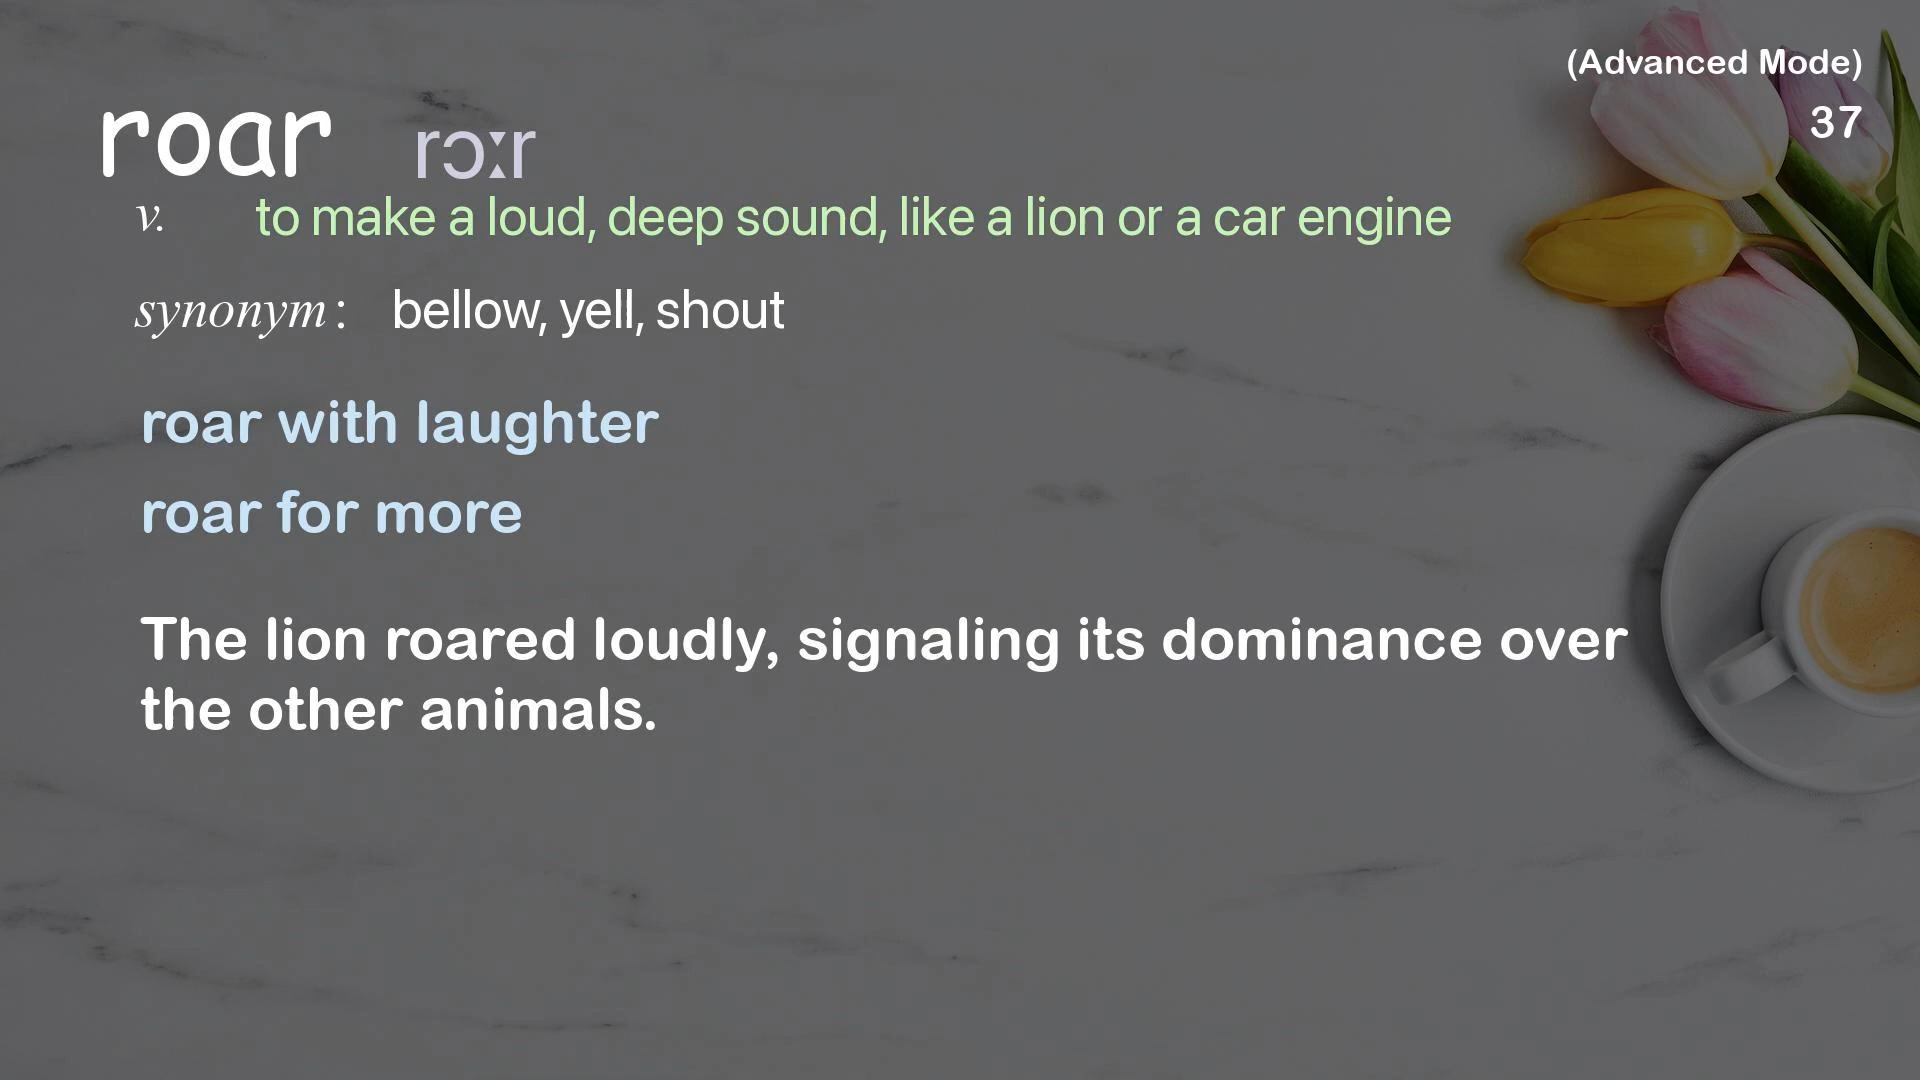 (Advanced Mode)
37
roar rɔːr
v. to make a loud, deep sound, like a lion or a car engine
synonym: bellow, yell, shout
roar with laughter
roar for more
The lion roared loudly, signaling its dominance over
the other animals.